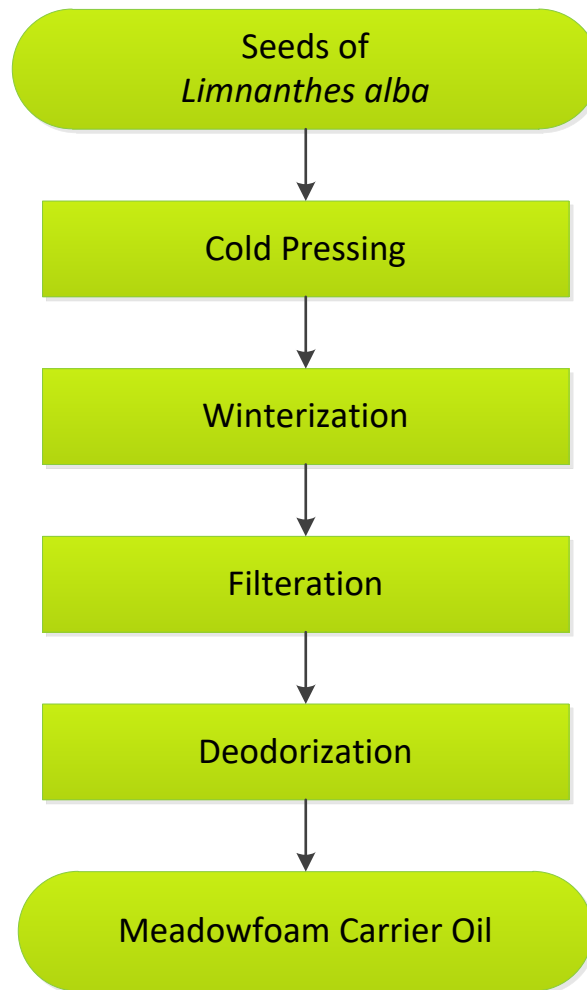 Seeds of
Limnanthes alba
Cold Pressing
Winterization
Filteration
Deodorization
Meadowfoam Carrier Oil